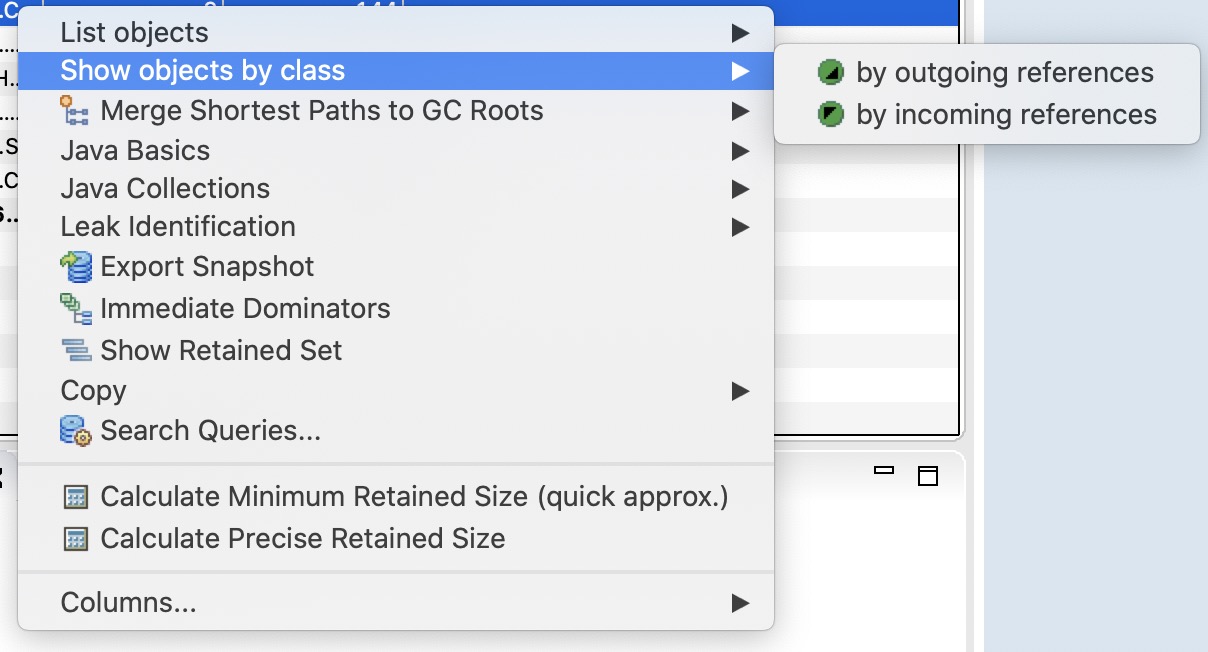 List objects
Show objects by class
by outgoing references
by incoming references
Merge Shortest Paths to GC Roots
Java Basics
Java Collections
Leak Identification
Export Snapshot
Immediate Dominators
Show Retained Set
Copy
Search Queries...
Calculate Minimum Retained Size (quick approx.)
Calculate Precise Retained Size
Columns...